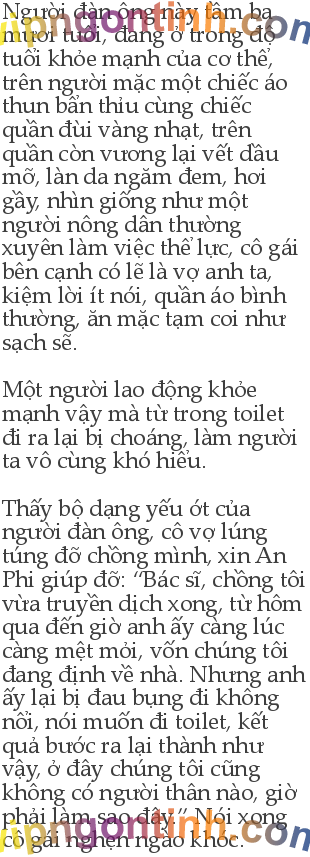 Người đàn ông này tầm ba
mươi tuổi, đang ở trong độ
tuổi khỏe mạnh của cơ thể,
trên người mặc một chiếc áo
thun bẩn thỉu cùng chiếc
quần đùi vàng nhạt, trên
quần còn vương lại vết dầu
mỡ, làn da ngăm đem, hoi
gầy, nhìn giống như một
người nông dân thường
xuyên làm việc thể lực, cô gái
bên cạnh có lẽ là vợ anh ta,
kiệm lời ít nói, quần áo bình
thường, ăn mặc tạm coi như
sạch sẽ.
Một người lao động khỏe
mạnh vậy mà từ trong toilet
đi ra lại bị choáng, làm người
ta vô cùng khó hiểu.
Thấy bộ dạng yếu ớt của
người đàn ông, cô vợ lúng
túng đỡ chồng mình, xin An
Phi giúp đỡ: “Bác sĩ, chồng tôi
vừa truyền dịch xong, từ hôm
qua đến giờ anh ấy càng lúc
càng mệt mỏi, vốn chúng tôi
đang định về nhà. Nhưng anh
ấy lại bị đau bụng đi không
nổi, nói muốn đi toilet, kết
quả bước ra lại thành như
vậy, ở đây chúng tôi cũng
không có người thân nào, giờ
phải làm sao đây.” Nói xong
cô gái nghẹn ngào khóc.